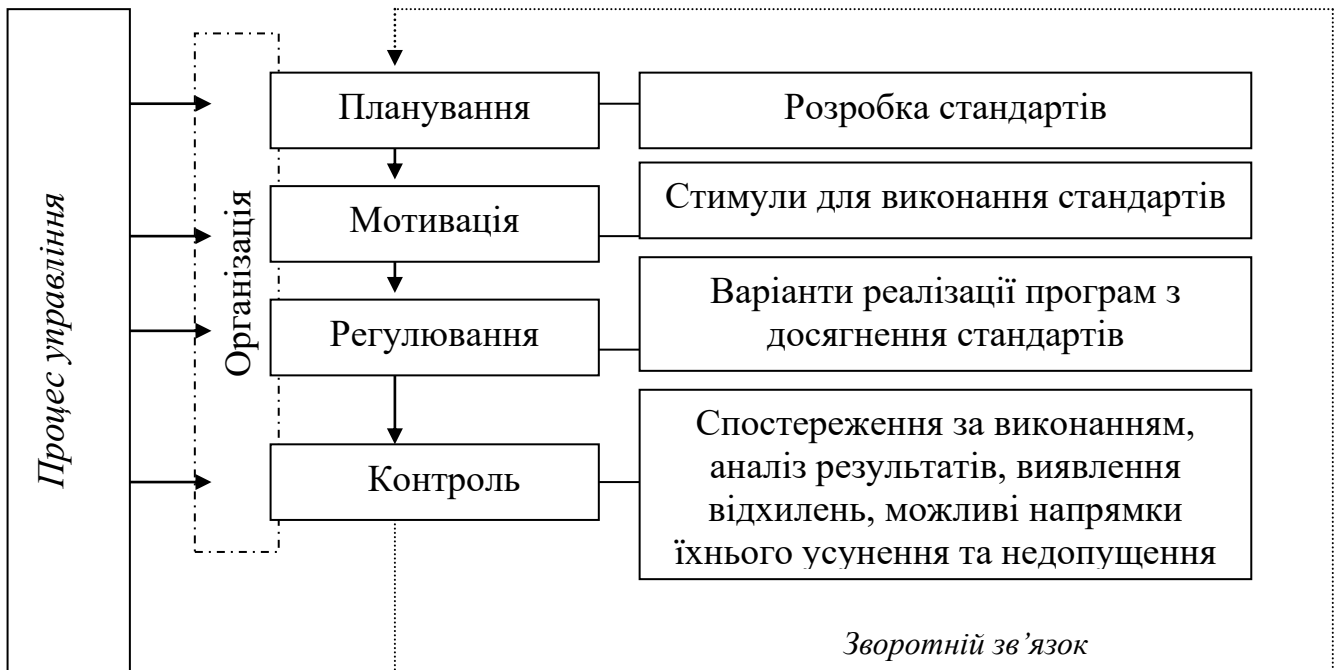 Процес управління
Організація
Планування
Розробка стандартів
Мотивація
Стимули для виконання стандартів
Регулювання
Варіанти реалізації програм з
досягнення стандартів
Контроль
Спостереження за виконанням,
аналіз результатів, виявлення
відхилень, можливі напрямки
їхнього усунення та недопущення
Зворотній зв’язок